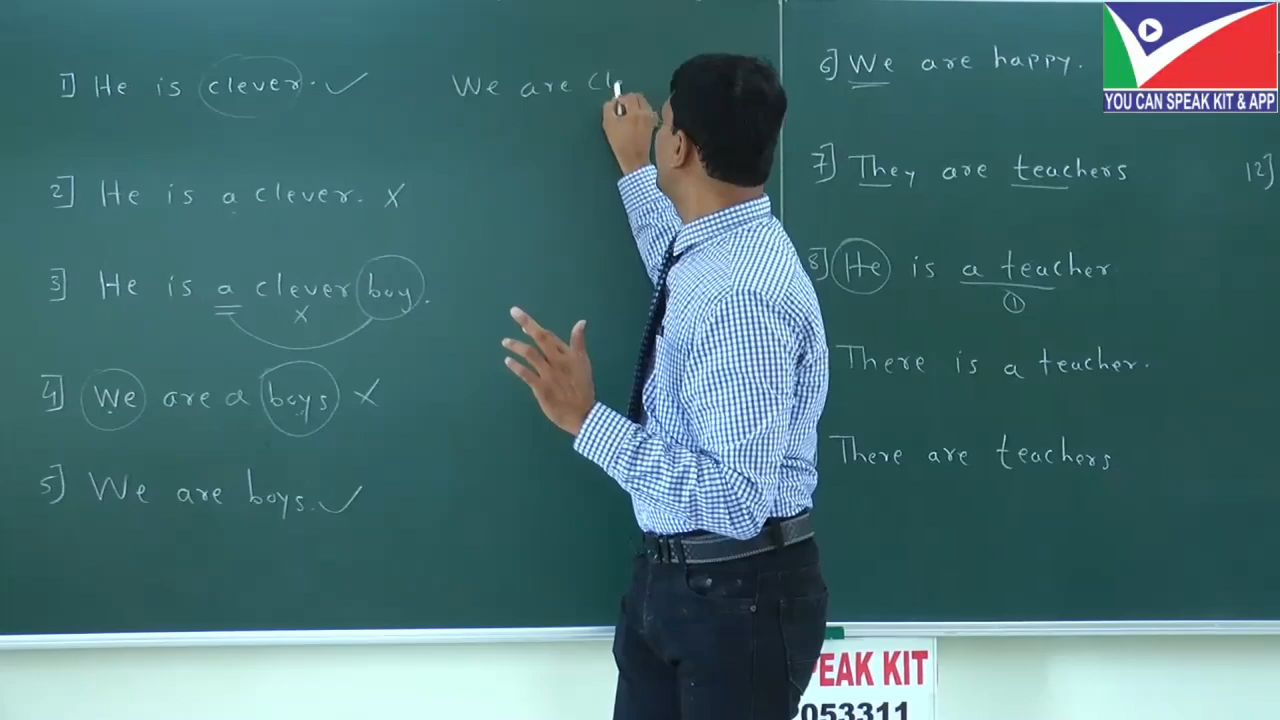 1] He is clever. ✓
We are Cle
2] He is a clever. X
3] He is a clever boy.
X
4] We are a boys X
5] We are boys. ✓
6] We are happy.
7] They are teachers
12]
8] He is a teacher
1
There is a teacher.
There are teachers
YOU CAN SPEAK KIT & APP
PEAK KIT
053311